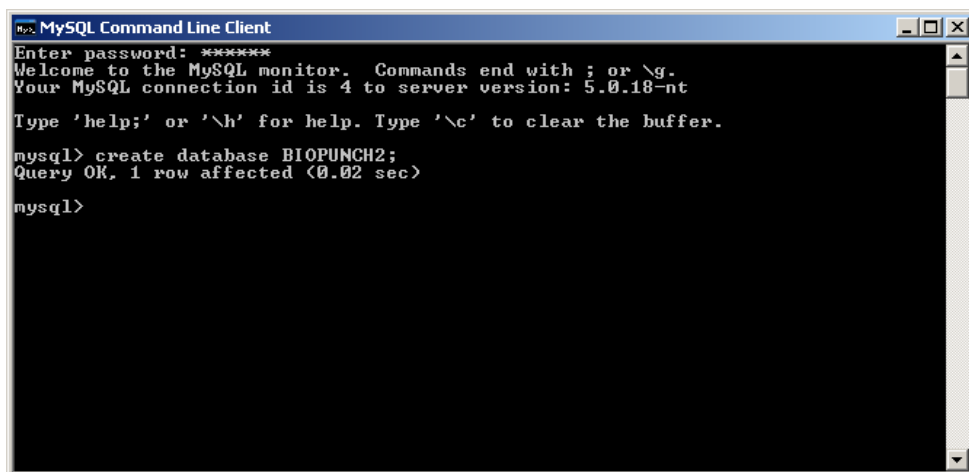 MySQL Command Line Client
Enter password: ******
Welcome to the MySQL monitor.  Commands end with ; or \g.
Your MySQL connection id is 4 to server version: 5.0.18-nt
Type 'help;' or '\h' for help. Type '\c' to clear the buffer.
mysql> create database BIOPUNCH2;
Query OK, 1 row affected (0.02 sec)
mysql>